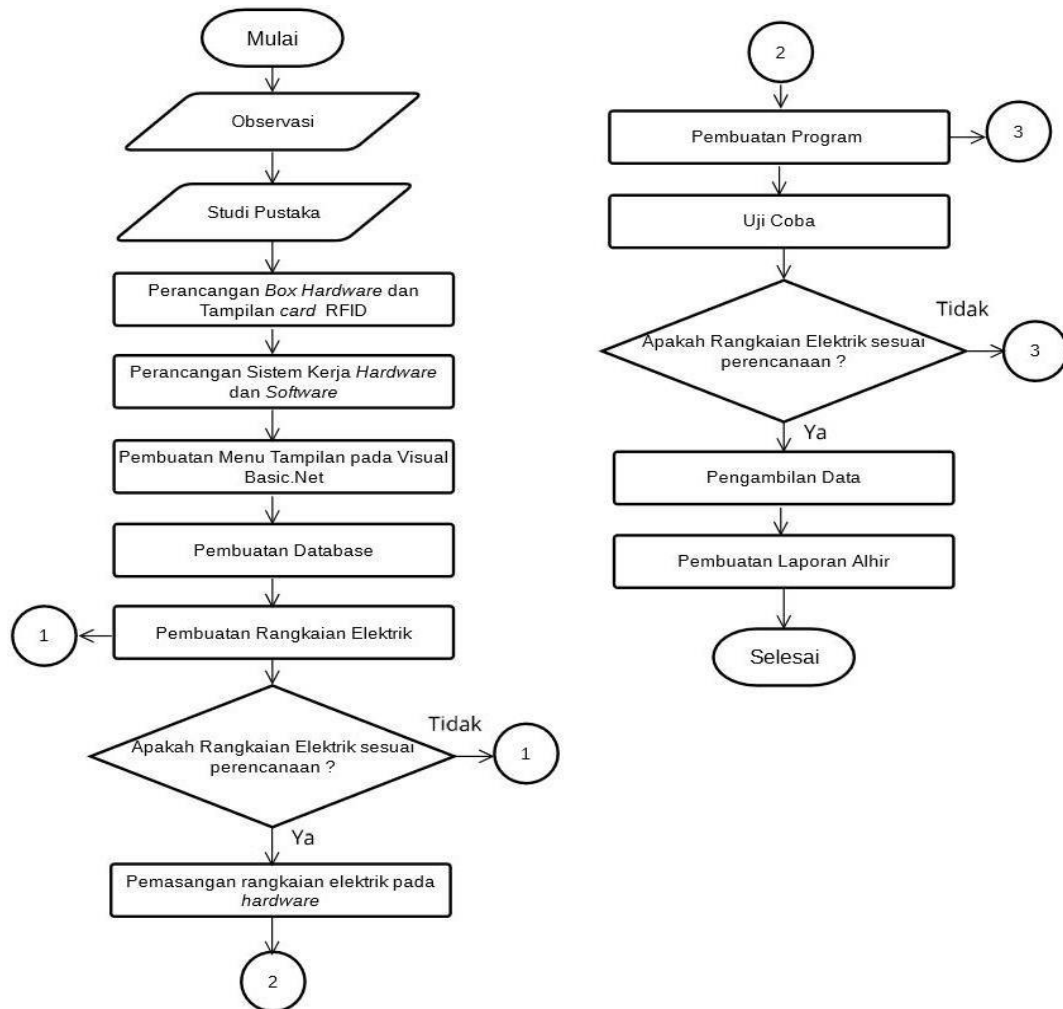 Mulai
Observasi
Studi Pustaka
Perancangan Box Hardware dan
Tampilan card RFID
Perancangan Sistem Kerja Hardware
dan Software
Pembuatan Menu Tampilan pada Visual
Basic.Net
Pembuatan Database
1
Pembuatan Rangkaian Elektrik
Apakah Rangkaian Elektrik sesuai
perencanaan ?
Tidak
1
Ya
Pemasangan rangkaian elektrik pada
hardware
2
2
Pembuatan Program
3
Uji Coba
Apakah Rangkaian Elektrik sesuai
perencanaan ?
Tidak
3
Ya
Pengambilan Data
Pembuatan Laporan Alhir
Selesai